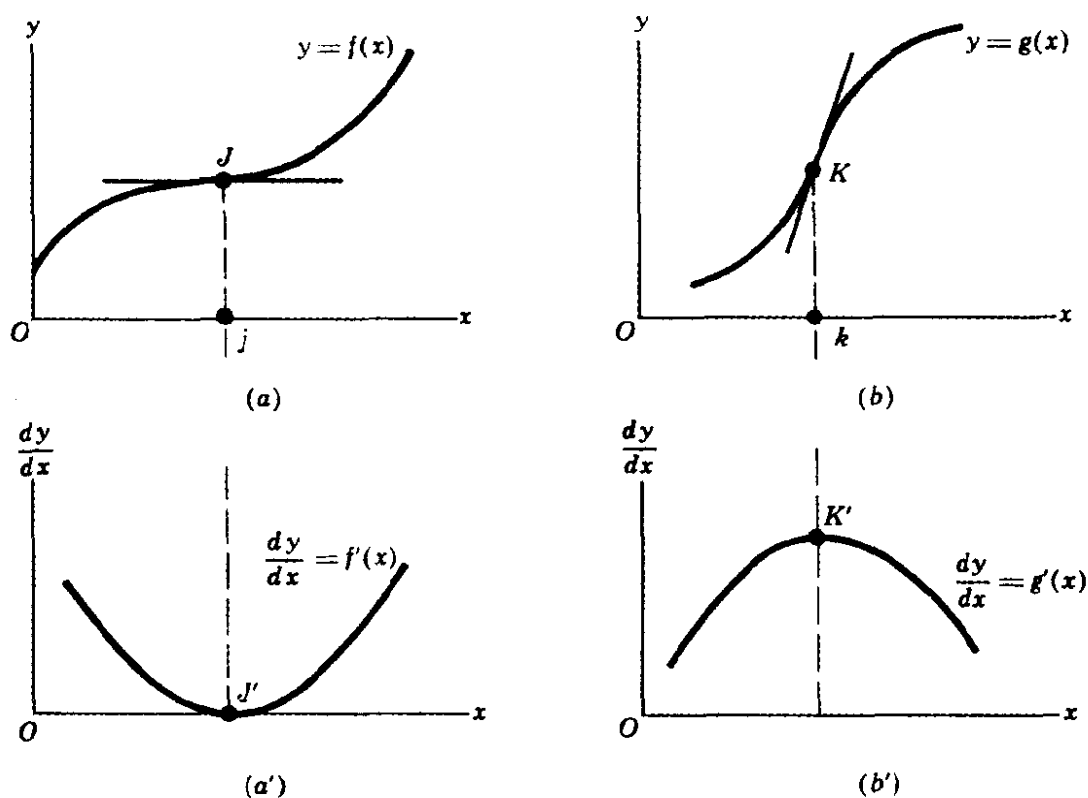 y
y = f(x)
J
O
j
x
(a)
y
y = g(x)
K
O
k
x
(b)
dy/dx
dy/dx = f'(x)
J'
O
x
(a')
dy/dx
K'
dy/dx = g'(x)
O
x
(b')